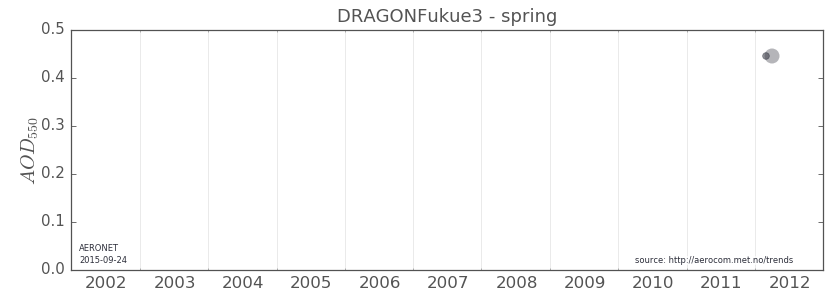 DRAGONFukue3 - spring
0.5
0.4
0.3
0.2
0.1
0.0
AOD550
AERONET
2015-09-24
source: http://aerocom.met.no/trends
2002 2003 2004 2005 2006 2007 2008 2009 2010 2011 2012